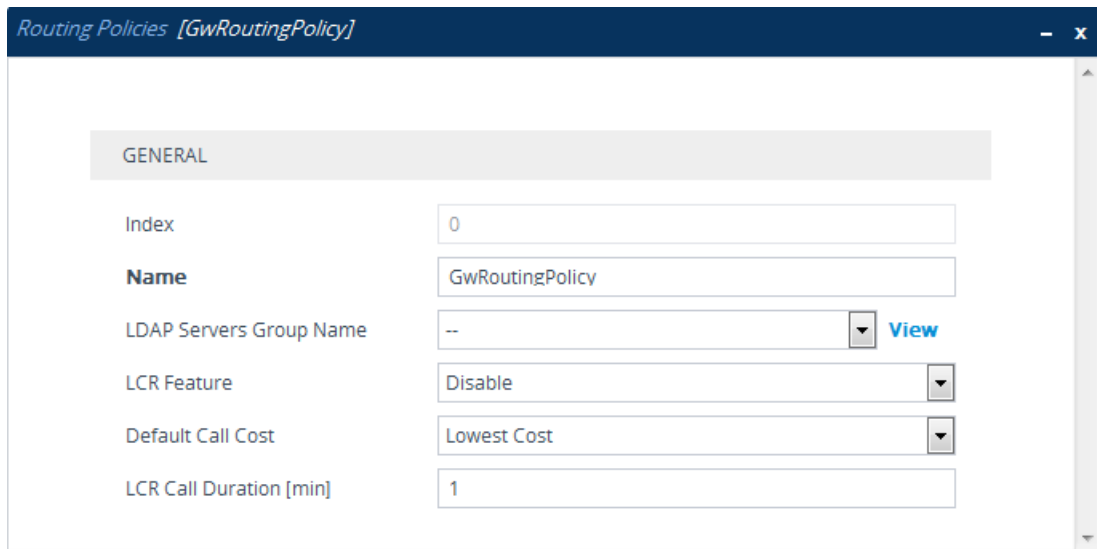 Routing Policies [GwRoutingPolicy] – x
GENERAL
Index 0
Name GwRoutingPolicy
LDAP Servers Group Name -- View
LCR Feature Disable
Default Call Cost Lowest Cost
LCR Call Duration [min] 1